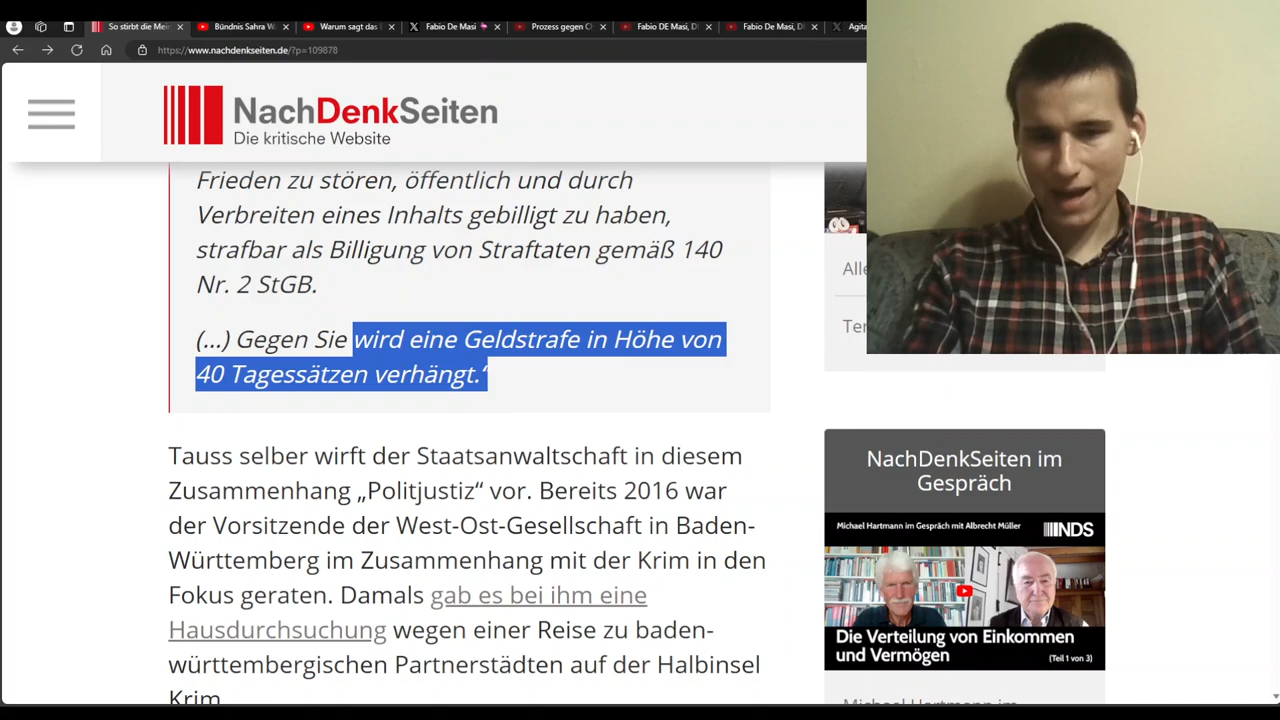 So stirbt die Mei
Bündnis Sahra W
Warum sagt das
Fabio De Masi
Prozess gegen C
Fabio DE Masi, D
Fabio De Masi, D
Agita
https://www.nachdenkseiten.de/?p=109878
NachDenkSeiten
Die kritische Website
Frieden zu stören, öffentlich und durch
Verbreiten eines Inhalts gebilligt zu haben,
strafbar als Billigung von Straftaten gemäß 140
Nr. 2 StGB.
(…) Gegen Sie wird eine Geldstrafe in Höhe von
40 Tagessätzen verhängt.‘
Tauss selber wirft der Staatsanwaltschaft in diesem
Zusammenhang „Politjustiz“ vor. Bereits 2016 war
der Vorsitzende der West-Ost-Gesellschaft in Baden-
Württemberg im Zusammenhang mit der Krim in den
Fokus geraten. Damals gab es bei ihm eine
Hausdurchsuchung wegen einer Reise zu baden-
württembergischen Partnerstädten auf der Halbinsel
Krim
Alle
Ter
NachDenkSeiten im
Gespräch
Michael Hartmann im Gespräch mit Albrecht Müller
NDS
Die Verteilung von Einkommen
und Vermögen
(Teil 1 von 3)
Michael Hartmann im